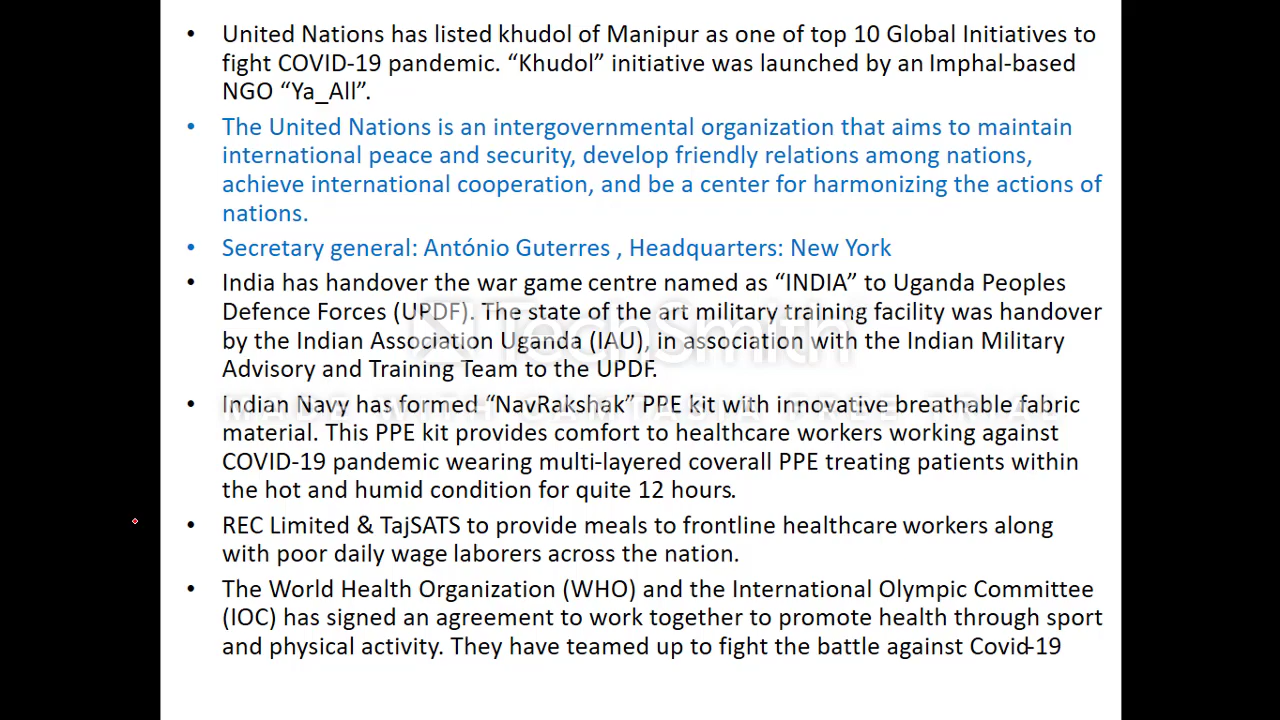 • United Nations has listed khudol of Manipur as one of top 10 Global Initiatives to
fight COVID-19 pandemic. “Khudol” initiative was launched by an Imphal-based
NGO “Ya_All”.
• The United Nations is an intergovernmental organization that aims to maintain
international peace and security, develop friendly relations among nations,
achieve international cooperation, and be a center for harmonizing the actions of
nations.
• Secretary general: António Guterres , Headquarters: New York
• India has handover the war game centre named as “INDIA” to Uganda Peoples
Defence Forces (UPDF). The state of the art military training facility was handover
by the Indian Association Uganda (IAU), in association with the Indian Military
Advisory and Training Team to the UPDF.
TechSmith
• Indian Navy has formed “NavRakshak” PPE kit with innovative breathable fabric
MADE WITH CAMTASIA FREE TRIAL
material. This PPE kit provides comfort to healthcare workers working against
COVID-19 pandemic wearing multi-layered coverall PPE treating patients within
the hot and humid condition for quite 12 hours.
• REC Limited & TajSATS to provide meals to frontline healthcare workers along
with poor daily wage laborers across the nation.
• The World Health Organization (WHO) and the International Olympic Committee
(IOC) has signed an agreement to work together to promote health through sport
and physical activity. They have teamed up to fight the battle against Covid-19